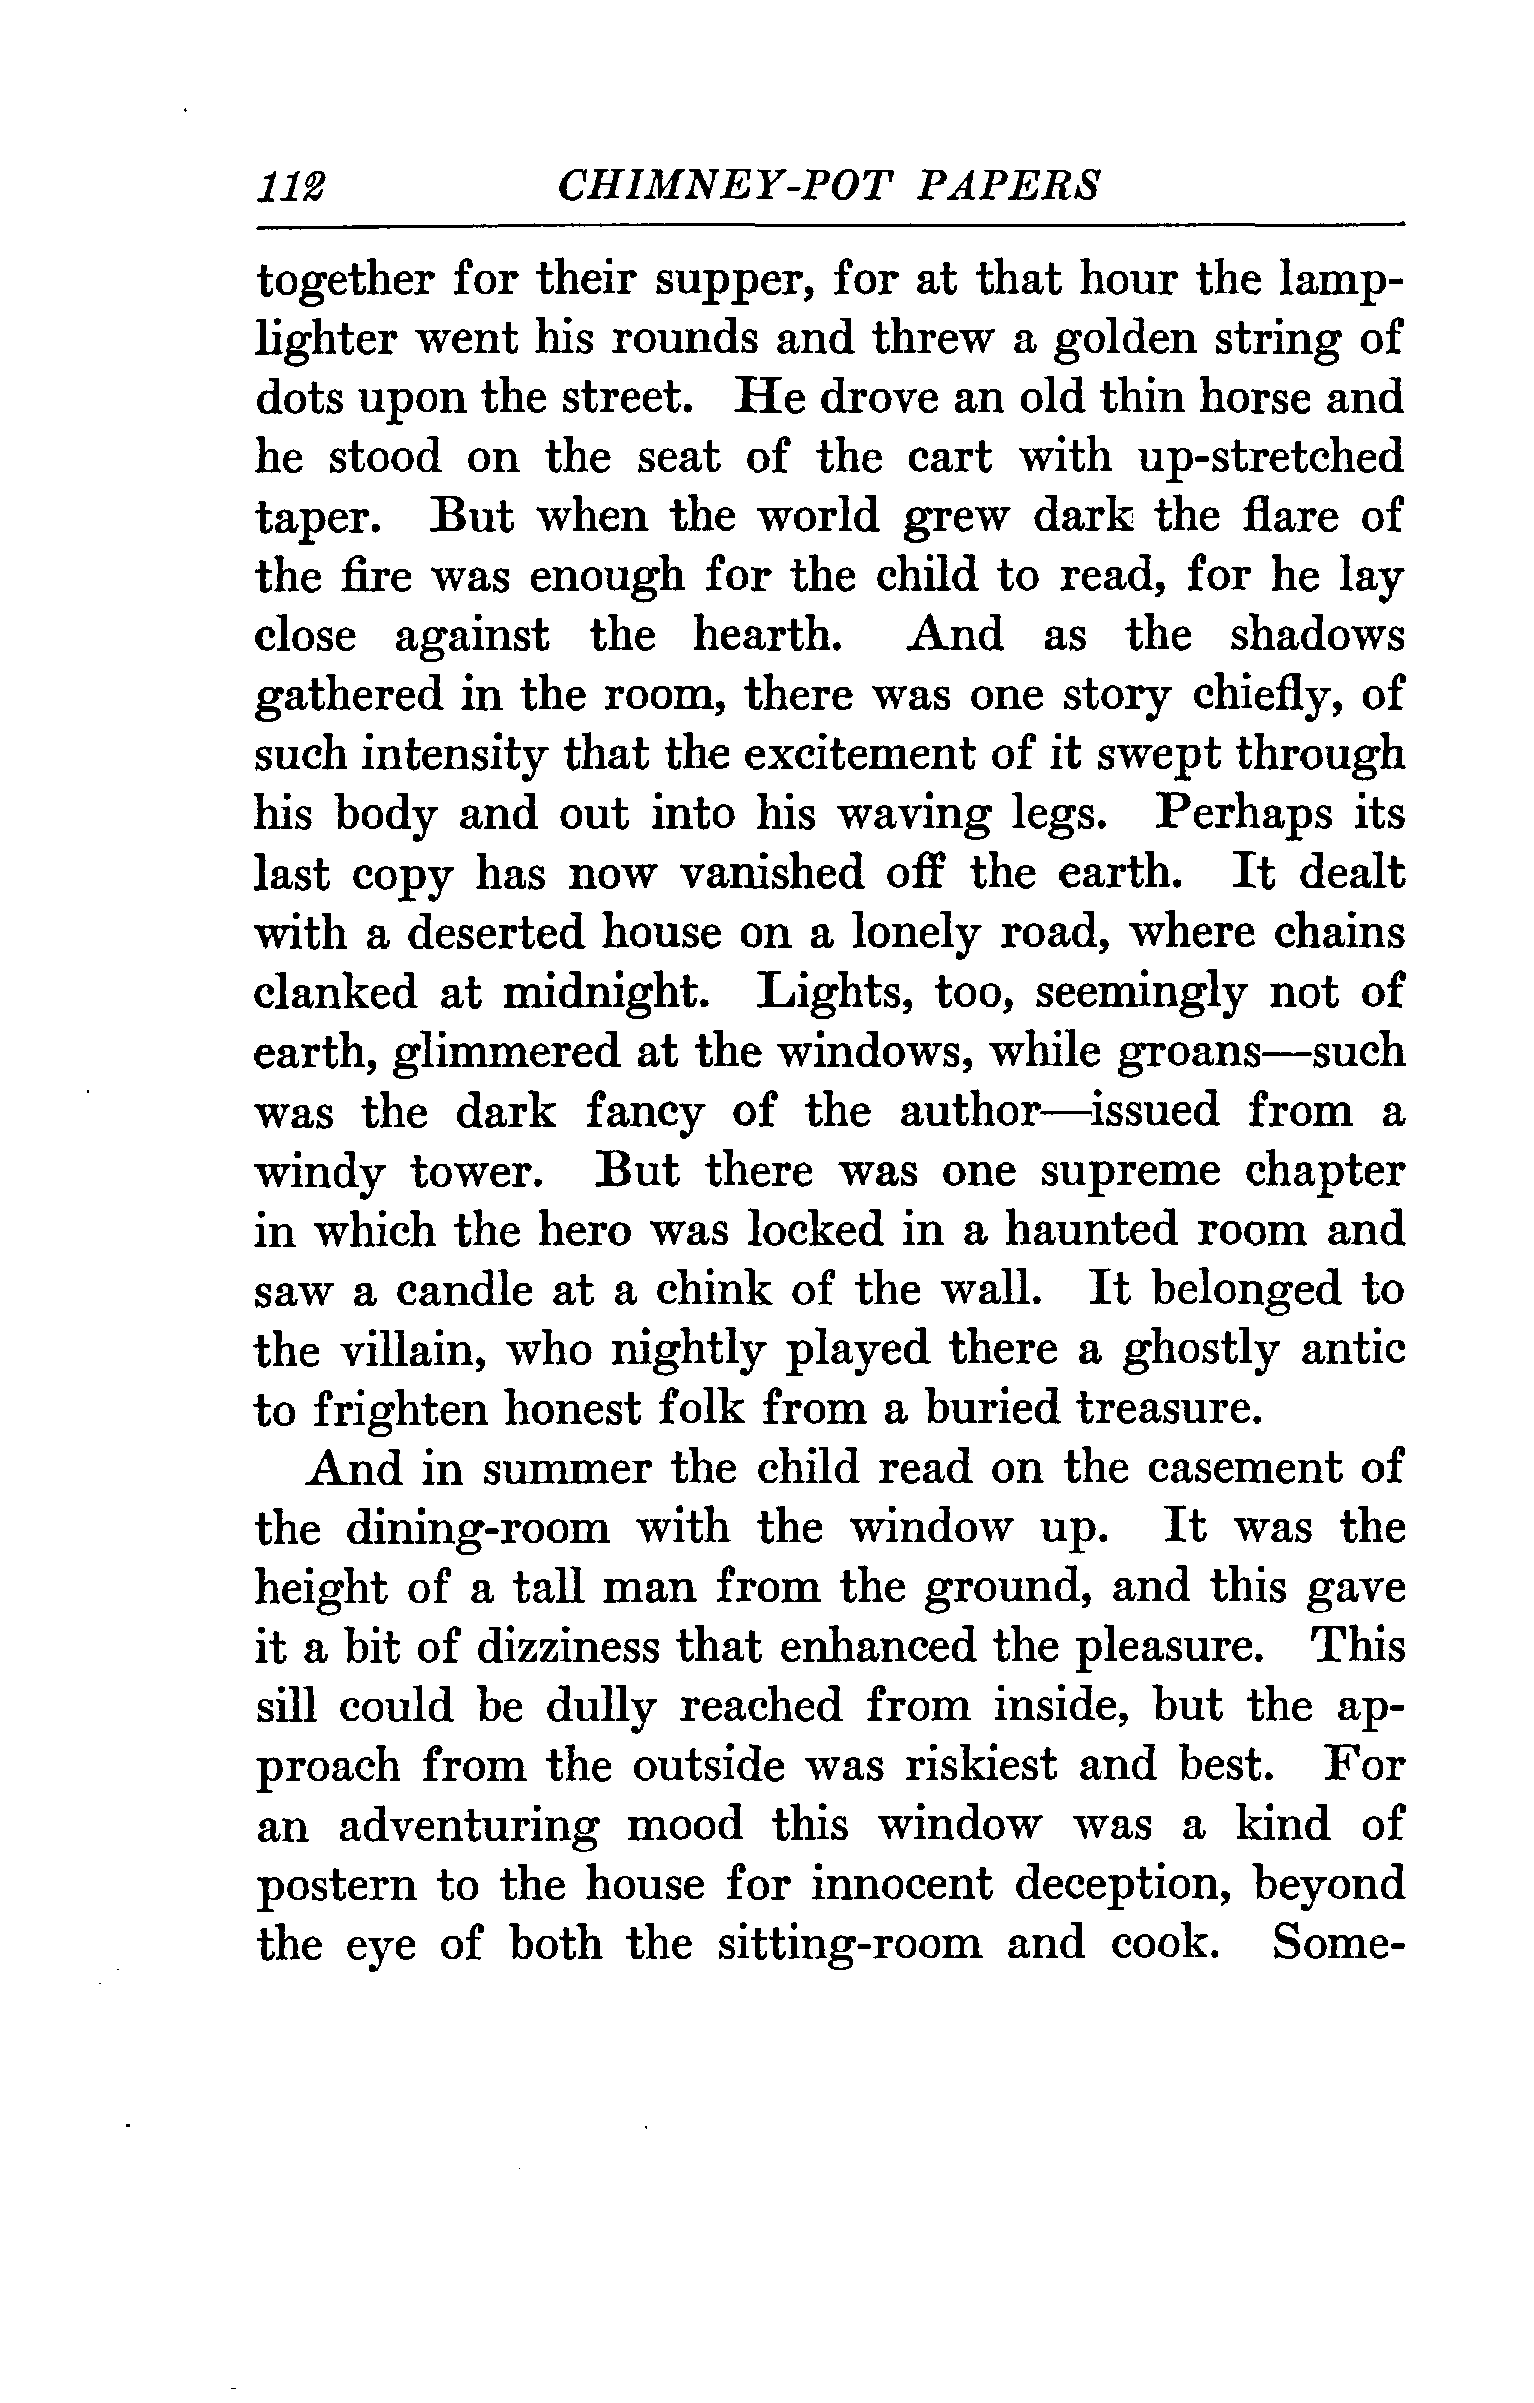 112 CHIMNEY-POT PAPERS
together for their supper, for at that hour the lamp-
lighter went his rounds and threw a golden string of
dots upon the street. He drove an old thin horse and
he stood on the seat of the cart with up-stretched
taper. But when the world grew dark the flare of
the fire was enough for the child to read, for he lay
close against the hearth. And as the shadows
gathered in the room, there was one story chiefly, of
such intensity that the excitement of it swept through
his body and out into his waving legs. Perhaps its
last copy has now vanished off the earth. It dealt
with a deserted house on a lonely road, where chains
clanked at midnight. Lights, too, seemingly not of
earth, glimmered at the windows, while groans—such
was the dark fancy of the author—issued from a
windy tower. But there was one supreme chapter
in which the hero was locked in a haunted room and
saw a candle at a chink of the wall. It belonged to
the villain, who nightly played there a ghostly antic
to frighten honest folk from a buried treasure.
And in summer the child read on the casement of
the dining-room with the window up. It was the
height of a tall man from the ground, and this gave
it a bit of dizziness that enhanced the pleasure. This
sill could be dully reached from inside, but the ap-
proach from the outside was riskiest and best. For
an adventuring mood this window was a kind of
postern to the house for innocent deception, beyond
the eye of both the sitting-room and cook. Some-